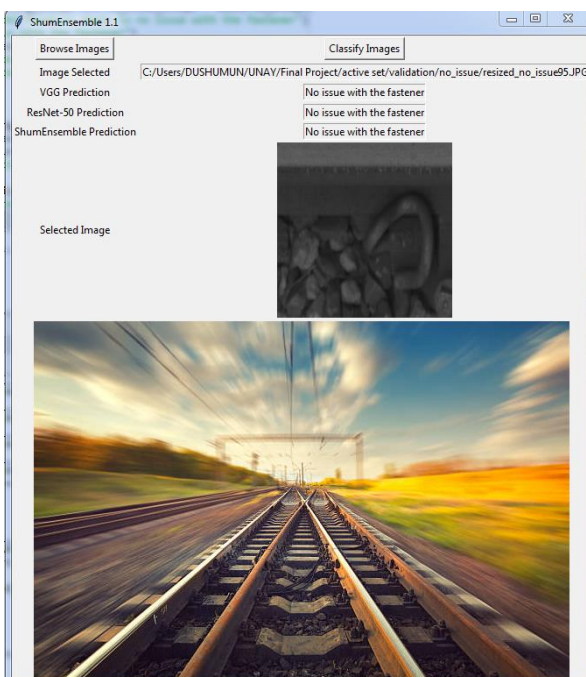 ShumEnsemble 1.1
Browse Images
Classify Images
Image Selected
C:/Users/DUSHUMUN/UNAY/Final Project/active set/validation/no_issue/resized_no_issue95.JPG
VGG Prediction
No issue with the fastener
ResNet-50 Prediction
No issue with the fastener
ShumEnsemble Prediction
No issue with the fastener
Selected Image